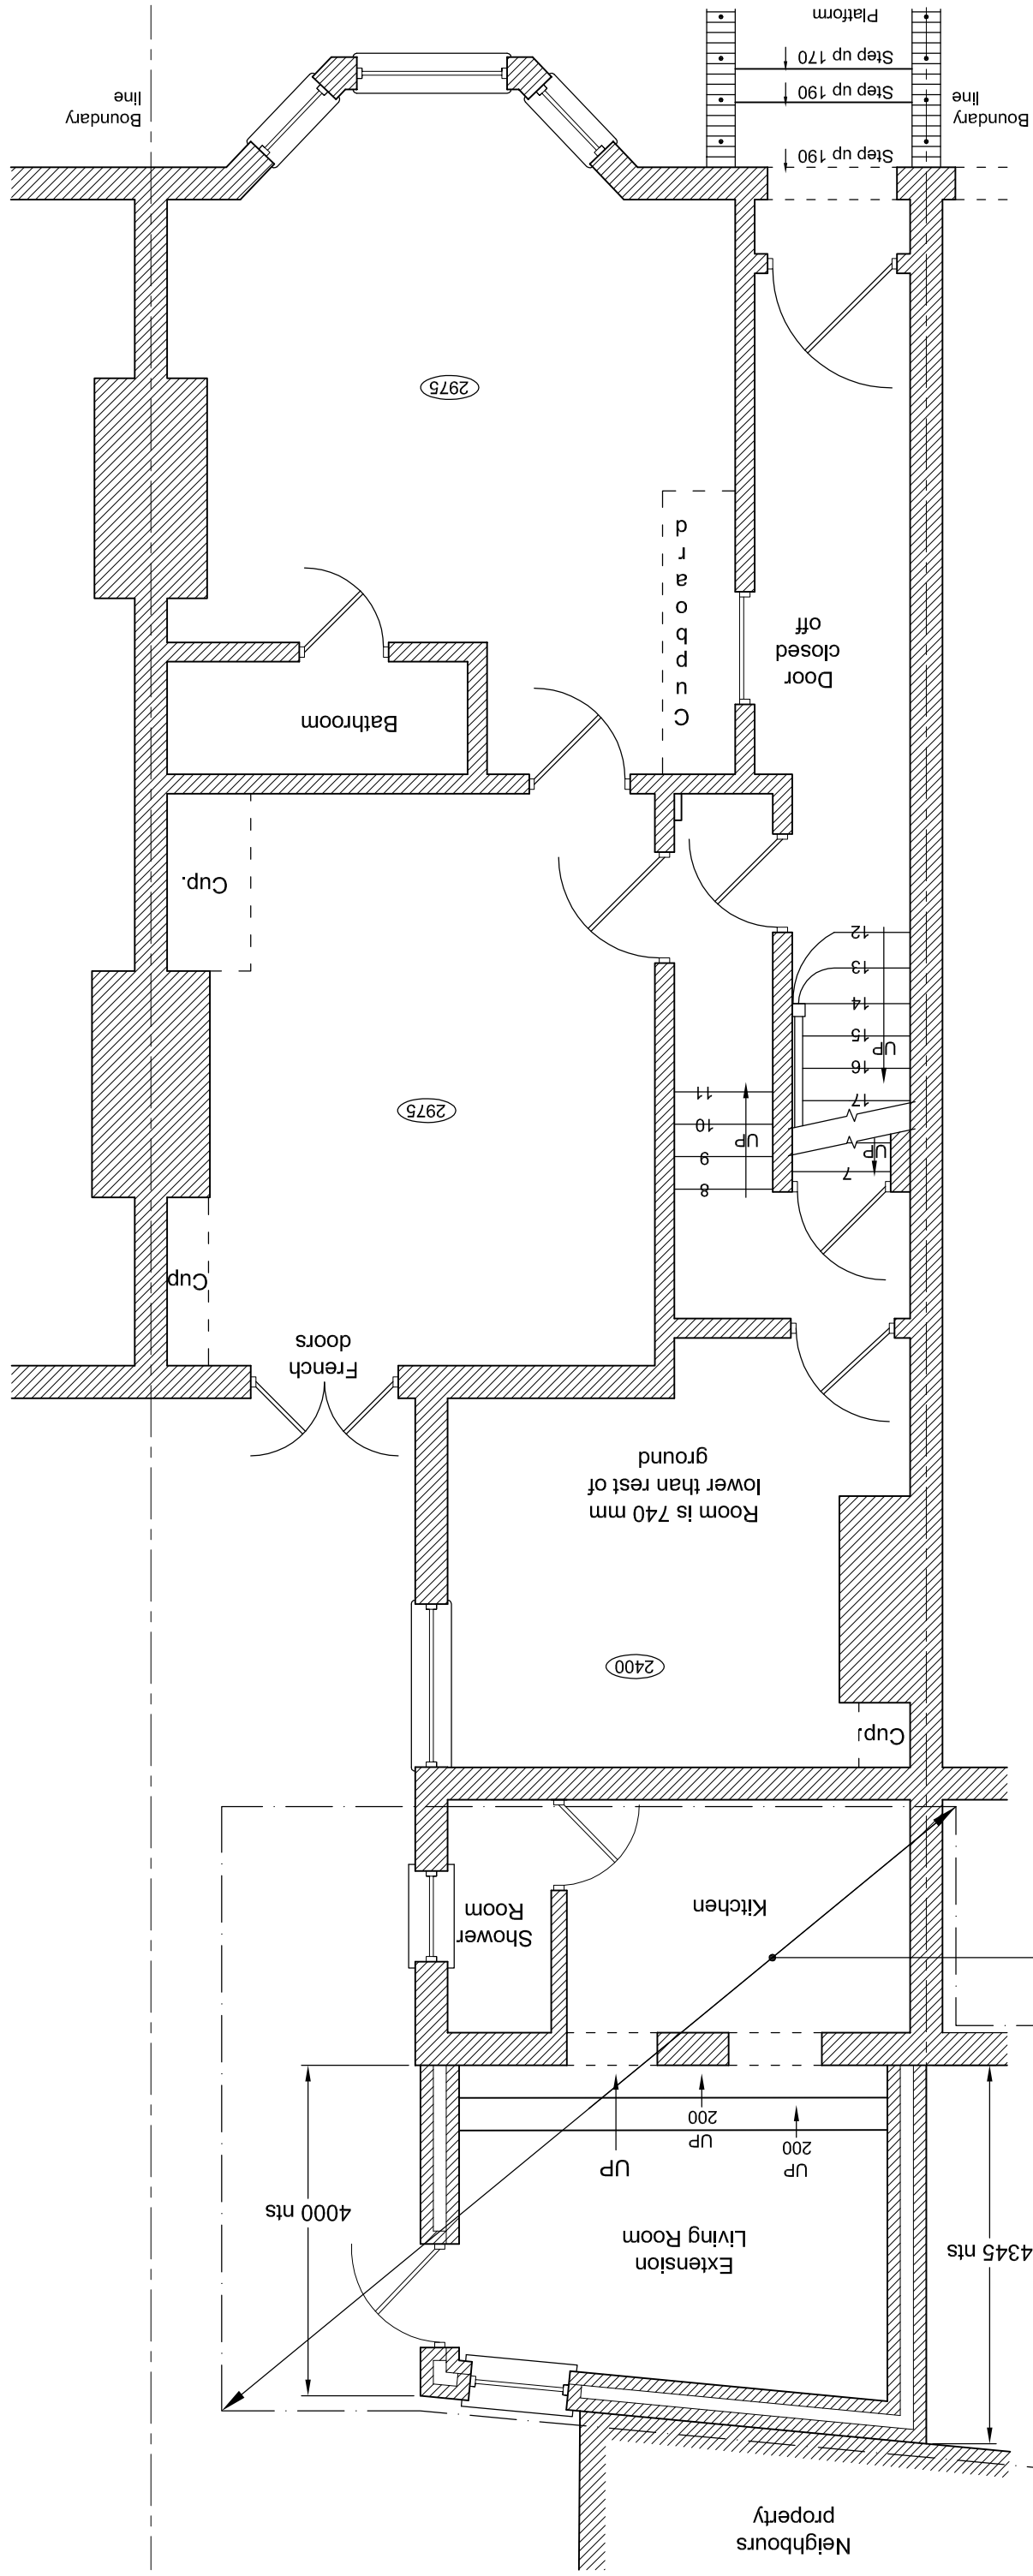 Neighbours
property
Extension
Living Room
4345 nts
4000 nts
UP
UP
200
UP
200
Kitchen
Shower
Room
Cup.
2400
Room is 740 mm
lower than rest of
ground
French
doors
Cup
8
9
UP
10
11
7
UP
17
16
UP
15
14
13
12
2975
Cup.
Bathroom
Cupboard
Door
closed
off
2975
Step up 190
Step up 190
Step up 170
Platform
Boundary
line
Boundary
line